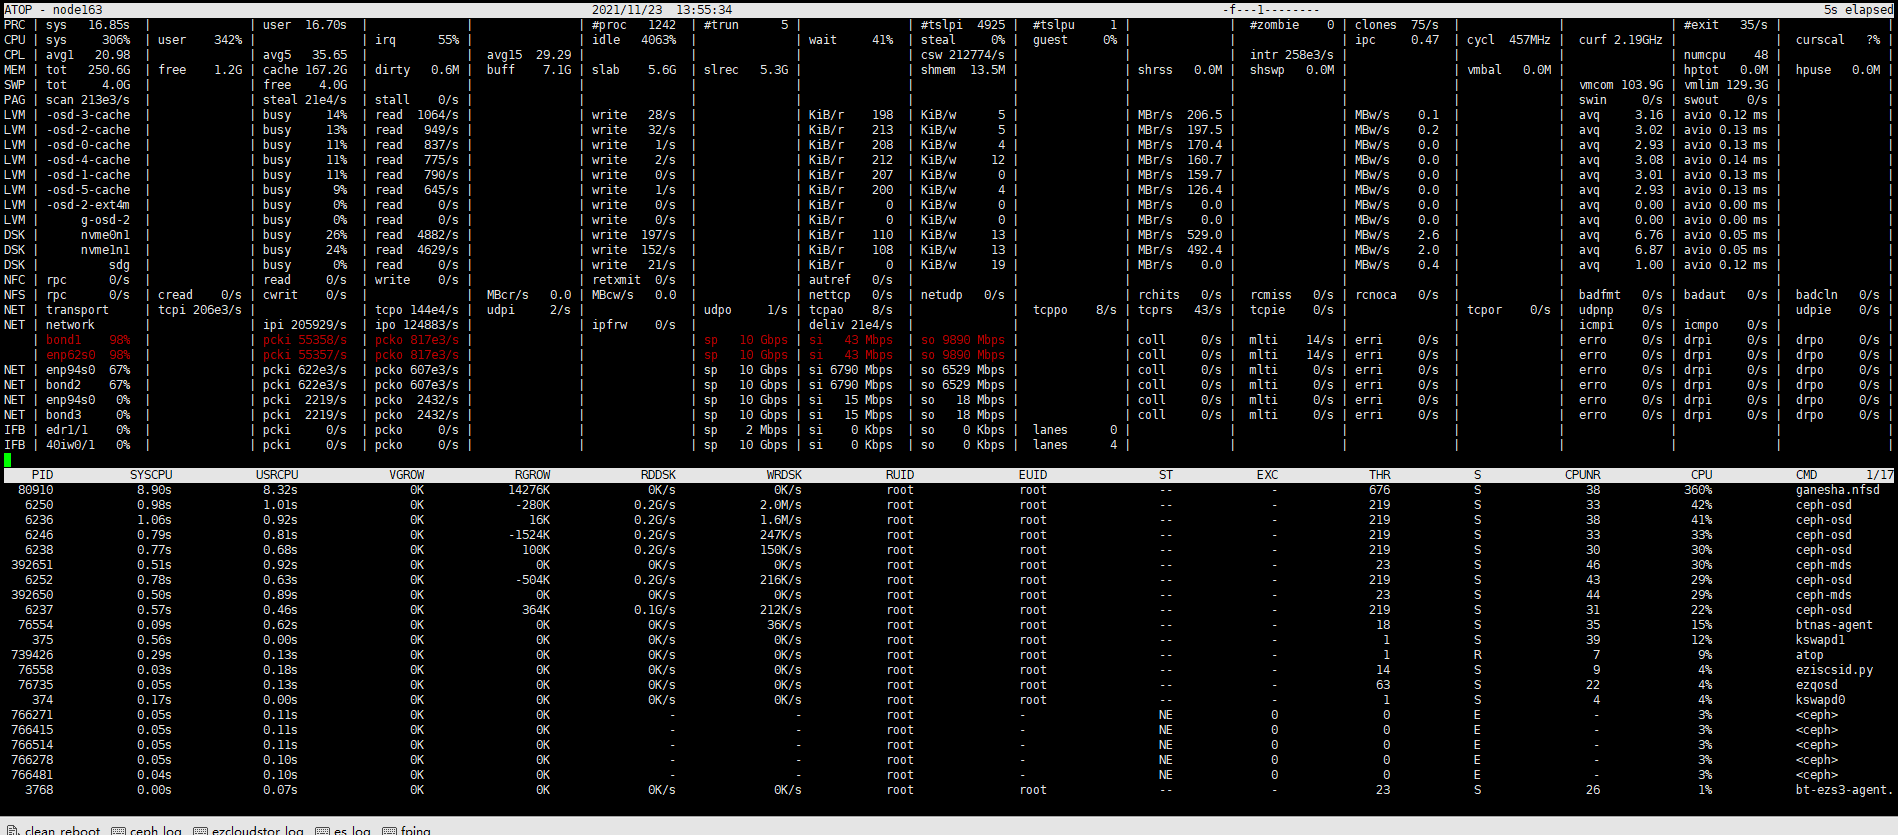 ATOP - node163 2021/11/23 13:55:34 -f---1-------- 5s elapsed
PRC | sys 16.85s | | user 16.70s | | | #proc 1242 | #trun 5 | | #tslpi 4925 | #tslpu 1 | | #zombie 0 | clones 75/s | | | #exit 35/s | |
CPU | sys 306% | user 342% | | irq 55% | | idle 4063% | | wait 41% | steal 0% | guest 0% | | | ipc 0.47 | cycl 457MHz | curf 2.19GHz | | curscal ?% |
CPL | avg1 20.98 | | avg5 35.65 | | avg15 29.29 | | | | csw 212774/s | | | intr 258e3/s | | | | numcpu 48 | |
MEM | tot 250.6G | free 1.2G | cache 167.2G | dirty 0.6M | buff 7.1G | slab 5.6G | slrec 5.3G | | shmem 13.5M | | shrss 0.0M | shswp 0.0M | | vmbal 0.0M | | hptot 0.0M | hpuse 0.0M |
SWP | tot 4.0G | | free 4.0G | | | | | | | | | | | | vmcom 103.9G | vmlim 129.3G | |
PAG | scan 213e3/s | | steal 21e4/s | stall 0/s | | | | | | | | | | | swin 0/s | swout 0/s | |
LVM | -osd-3-cache | | busy 14% | read 1064/s | | write 28/s | | KiB/r 198 | KiB/w 5 | | MBr/s 206.5 | | MBw/s 0.1 | | avq 3.16 | avio 0.12 ms | |
LVM | -osd-2-cache | | busy 13% | read 949/s | | write 32/s | | KiB/r 213 | KiB/w 5 | | MBr/s 197.5 | | MBw/s 0.2 | | avq 3.02 | avio 0.13 ms | |
LVM | -osd-0-cache | | busy 11% | read 837/s | | write 1/s | | KiB/r 208 | KiB/w 4 | | MBr/s 170.4 | | MBw/s 0.0 | | avq 2.93 | avio 0.13 ms | |
LVM | -osd-4-cache | | busy 11% | read 775/s | | write 2/s | | KiB/r 212 | KiB/w 12 | | MBr/s 160.7 | | MBw/s 0.0 | | avq 3.08 | avio 0.14 ms | |
LVM | -osd-1-cache | | busy 11% | read 790/s | | write 0/s | | KiB/r 207 | KiB/w 0 | | MBr/s 159.7 | | MBw/s 0.0 | | avq 3.01 | avio 0.13 ms | |
LVM | -osd-5-cache | | busy 9% | read 645/s | | write 1/s | | KiB/r 200 | KiB/w 4 | | MBr/s 126.4 | | MBw/s 0.0 | | avq 2.93 | avio 0.13 ms | |
LVM | -osd-2-ext4m | | busy 0% | read 0/s | | write 0/s | | KiB/r 0 | KiB/w 0 | | MBr/s 0.0 | | MBw/s 0.0 | | avq 0.00 | avio 0.00 ms | |
LVM | g-osd-2 | | busy 0% | read 0/s | | write 0/s | | KiB/r 0 | KiB/w 0 | | MBr/s 0.0 | | MBw/s 0.0 | | avq 0.00 | avio 0.00 ms | |
DSK | nvme0n1 | | busy 26% | read 4882/s | | write 197/s | | KiB/r 110 | KiB/w 13 | | MBr/s 529.0 | | MBw/s 2.6 | | avq 6.76 | avio 0.05 ms | |
DSK | nvme1n1 | | busy 24% | read 4629/s | | write 152/s | | KiB/r 108 | KiB/w 13 | | MBr/s 492.4 | | MBw/s 2.0 | | avq 6.87 | avio 0.05 ms | |
DSK | sdg | | busy 0% | read 0/s | | write 21/s | | KiB/r 0 | KiB/w 19 | | MBr/s 0.0 | | MBw/s 0.4 | | avq 1.00 | avio 0.12 ms | |
NFC | rpc 0/s | | read 0/s | write 0/s | | retxmit 0/s | | autref 0/s | | | | | | | | | |
NFS | rpc 0/s | cread 0/s | cwrit 0/s | | MBcr/s 0.0 | MBcw/s 0.0 | | nettcp 0/s | netudp 0/s | | rchits 0/s | rcmiss 0/s | rcnoca 0/s | | badfmt 0/s | badaut 0/s | badcln 0/s |
NET | transport | tcpi 206e3/s | | tcpo 144e4/s | udpi 2/s | | udpo 1/s | tcpao 8/s | | tcppo 8/s | tcprs 43/s | tcpie 0/s | | tcpor 0/s | udpnp 0/s | | udpie 0/s |
NET | network | | ipi 205929/s | ipo 124883/s | | ipfrw 0/s | | deliv 21e4/s | | | | | | | icmpi 0/s | icmpo 0/s | |
| bond1 98% | | pcki 55358/s | pcko 817e3/s | | | sp 10 Gbps | si 43 Mbps | so 9890 Mbps | | coll 0/s | mlti 14/s | erri 0/s | | erro 0/s | drpi 0/s | drpo 0/s |
| enp62s0 98% | | pcki 55357/s | pcko 817e3/s | | | sp 10 Gbps | si 43 Mbps | so 9890 Mbps | | coll 0/s | mlti 14/s | erri 0/s | | erro 0/s | drpi 0/s | drpo 0/s |
NET | enp94s0 67% | | pcki 622e3/s | pcko 607e3/s | | | sp 10 Gbps | si 6790 Mbps | so 6529 Mbps | | coll 0/s | mlti 0/s | erri 0/s | | erro 0/s | drpi 0/s | drpo 0/s |
NET | bond2 67% | | pcki 622e3/s | pcko 607e3/s | | | sp 10 Gbps | si 6790 Mbps | so 6529 Mbps | | coll 0/s | mlti 0/s | erri 0/s | | erro 0/s | drpi 0/s | drpo 0/s |
NET | enp94s0 0% | | pcki 2219/s | pcko 2432/s | | | sp 10 Gbps | si 15 Mbps | so 18 Mbps | | coll 0/s | mlti 0/s | erri 0/s | | erro 0/s | drpi 0/s | drpo 0/s |
NET | bond3 0% | | pcki 2219/s | pcko 2432/s | | | sp 10 Gbps | si 15 Mbps | so 18 Mbps | | coll 0/s | mlti 0/s | erri 0/s | | erro 0/s | drpi 0/s | drpo 0/s |
IFB | edr1/1 0% | | pcki 0/s | pcko 0/s | | | sp 2 Mbps | si 0 Kbps | so 0 Kbps | lanes 0 | | | | | | | |
IFB | 40iw0/1 0% | | pcki 0/s | pcko 0/s | | | sp 10 Gbps | si 0 Kbps | so 0 Kbps | lanes 4 | | | | | | | |
PID SYSCPU USRCPU VGROW RGROW RDDSK WRDSK RUID EUID ST EXC THR S CPUNR CPU CMD 1/17
80910 8.90s 8.32s 0K 14276K 0K/s 0K/s root root -- - 676 S 38 360% ganesha.nfsd
6250 0.98s 1.01s 0K -280K 0.2G/s 2.0M/s root root -- - 219 S 33 42% ceph-osd
6236 1.06s 0.92s 0K 16K 0.2G/s 1.6M/s root root -- - 219 S 38 41% ceph-osd
6246 0.79s 0.81s 0K -1524K 0.2G/s 247K/s root root -- - 219 S 33 33% ceph-osd
6238 0.77s 0.68s 0K 100K 0.2G/s 150K/s root root -- - 219 S 30 30% ceph-osd
392651 0.51s 0.92s 0K 0K 0K/s 0K/s root root -- - 23 S 46 30% ceph-mds
6252 0.78s 0.63s 0K -504K 0.2G/s 216K/s root root -- - 219 S 43 29% ceph-osd
392650 0.50s 0.89s 0K 0K 0K/s 0K/s root root -- - 23 S 44 29% ceph-mds
6237 0.57s 0.46s 0K 364K 0.1G/s 212K/s root root -- - 219 S 31 22% ceph-osd
76554 0.09s 0.62s 0K 0K 0K/s 36K/s root root -- - 18 S 35 15% btnas-agent
375 0.56s 0.00s 0K 0K 0K/s 0K/s root root -- - 1 S 39 12% kswapd1
739426 0.29s 0.13s 0K 0K 0K/s 0K/s root root -- - 1 R 7 9% atop
76558 0.03s 0.18s 0K 0K 0K/s 0K/s root root -- - 14 S 9 4% eziscsid.py
76735 0.05s 0.13s 0K 0K 0K/s 0K/s root root -- - 63 S 22 4% ezqosd
374 0.17s 0.00s 0K 0K 0K/s 0K/s root root -- - 1 S 4 4% kswapd0
766271 0.05s 0.11s 0K 0K - - root - NE 0 0 E - 3% <ceph>
766415 0.05s 0.11s 0K 0K - - root - NE 0 0 E - 3% <ceph>
766514 0.05s 0.11s 0K 0K - - root - NE 0 0 E - 3% <ceph>
766278 0.05s 0.10s 0K 0K - - root - NE 0 0 E - 3% <ceph>
766481 0.04s 0.10s 0K 0K - - root - NE 0 0 E - 3% <ceph>
3768 0.00s 0.07s 0K 0K 0K/s 0K/s root root -- - 23 S 26 1% bt-ezs3-agent.
clean reboot ceph log ezcloudstor log es log fping